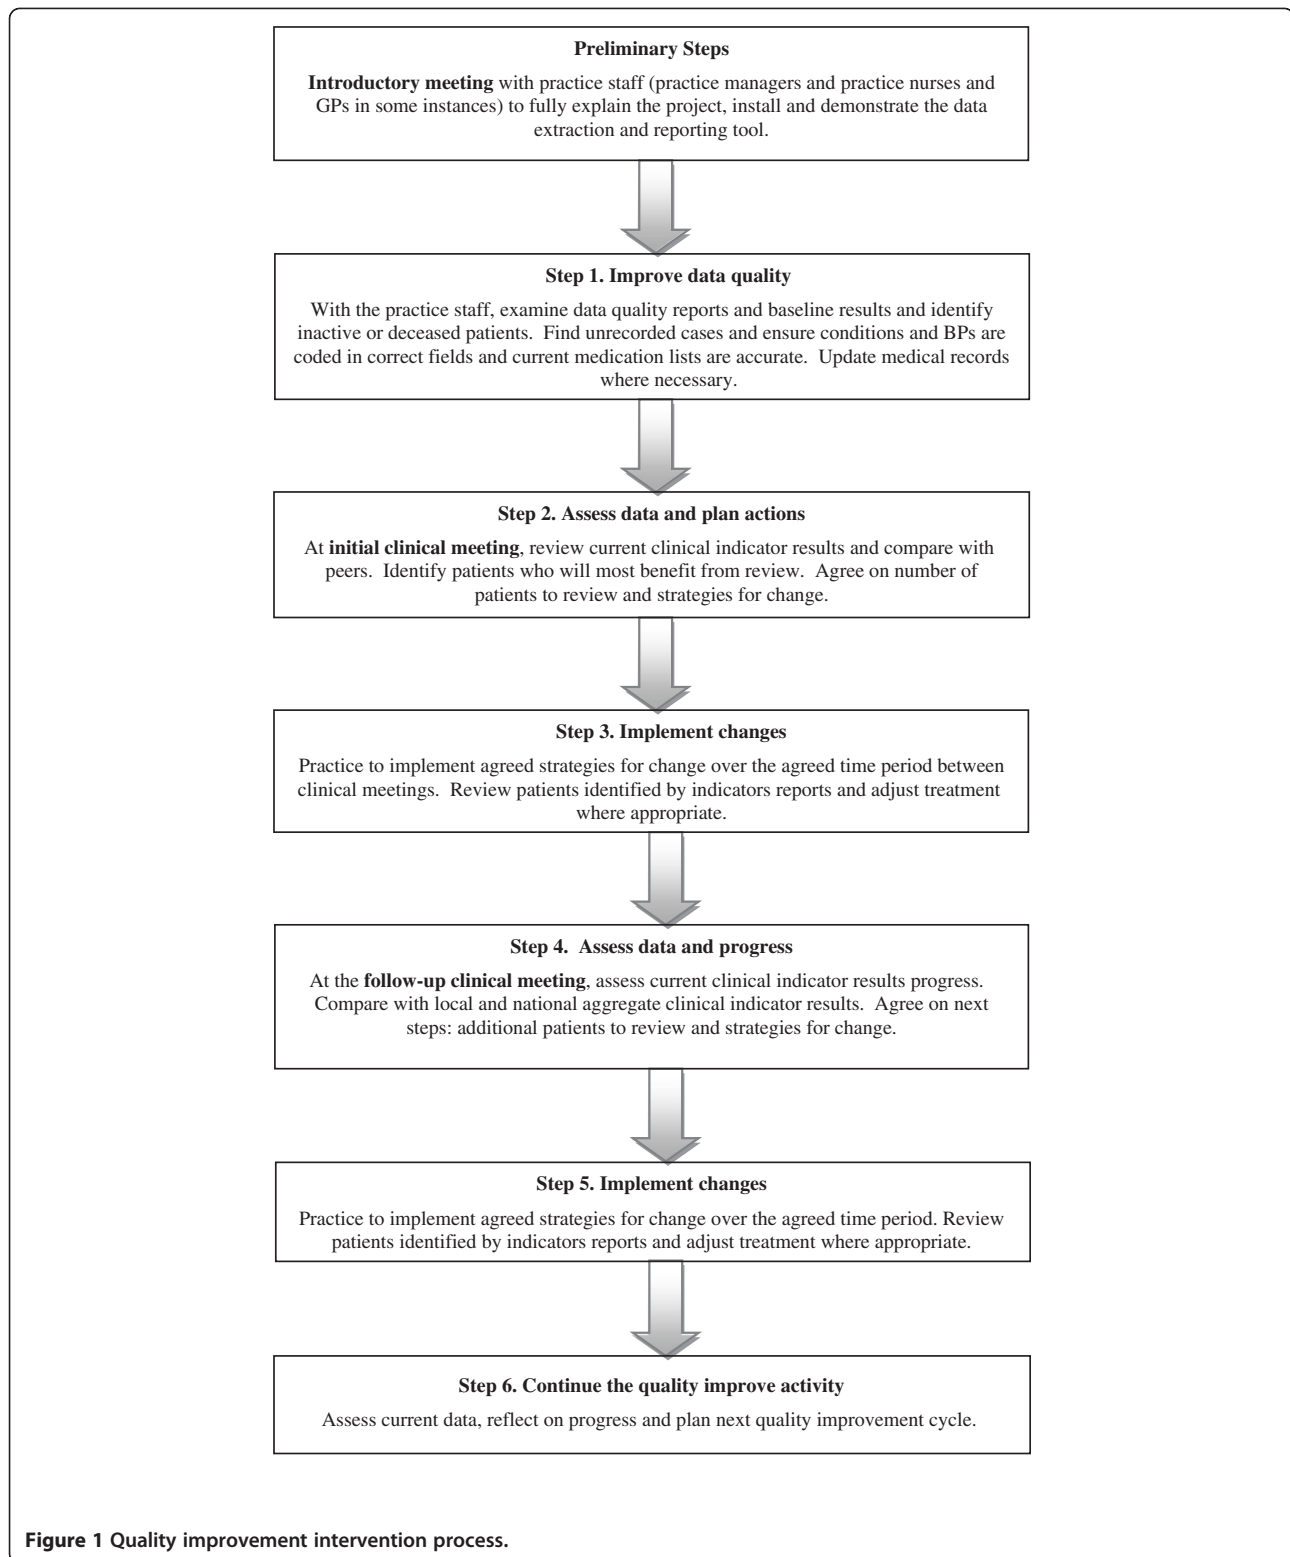 Preliminary Steps
Introductory meeting with practice staff (practice managers and practice nurses and
GPs in some instances) to fully explain the project, install and demonstrate the data
extraction and reporting tool.
Step 1. Improve data quality
With the practice staff, examine data quality reports and baseline results and identify
inactive or deceased patients.  Find unrecorded cases and ensure conditions and BPs are
coded in correct fields and current medication lists are accurate.  Update medical records
where necessary.
Step 2. Assess data and plan actions
At initial clinical meeting, review current clinical indicator results and compare with
peers.  Identify patients who will most benefit from review.  Agree on number of
patients to review and strategies for change.
Step 3. Implement changes
Practice to implement agreed strategies for change over the agreed time period between
clinical meetings.  Review patients identified by indicators reports and adjust treatment
where appropriate.
Step 4.  Assess data and progress
At the follow-up clinical meeting, assess current clinical indicator results progress.
Compare with local and national aggregate clinical indicator results.  Agree on next
steps: additional patients to review and strategies for change.
Step 5. Implement changes
Practice to implement agreed strategies for change over the agreed time period. Review
patients identified by indicators reports and adjust treatment where appropriate.
Step 6. Continue the quality improve activity
Assess current data, reflect on progress and plan next quality improvement cycle.
Figure 1 Quality improvement intervention process.